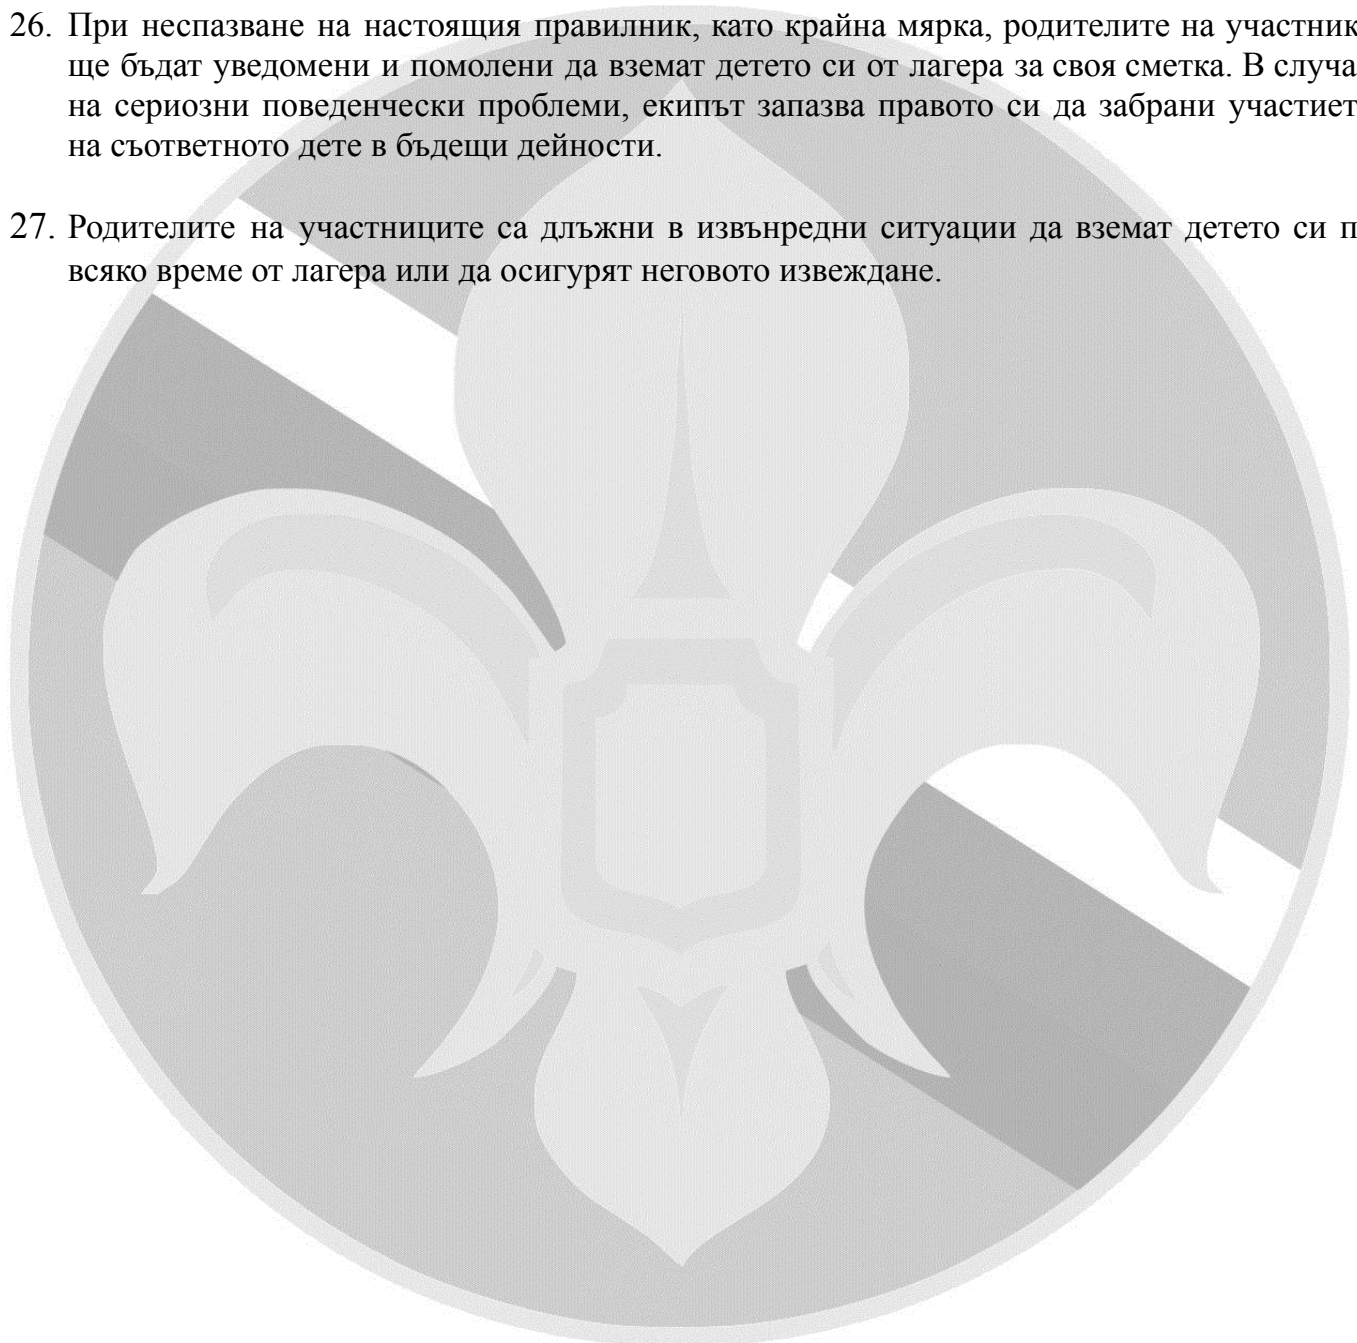 26. При неспазване на настоящия правилник, като крайна мярка, родителите на участник
ще бъдат уведомени и помолени да вземат детето си от лагера за своя сметка. В случа
на сериозни поведенчески проблеми, екипът запазва правото си да забрани участиет
на съответното дете в бъдещи дейности.
27. Родителите на участниците са длъжни в извънредни ситуации да вземат детето си п
всяко време от лагера или да осигурят неговото извеждане.